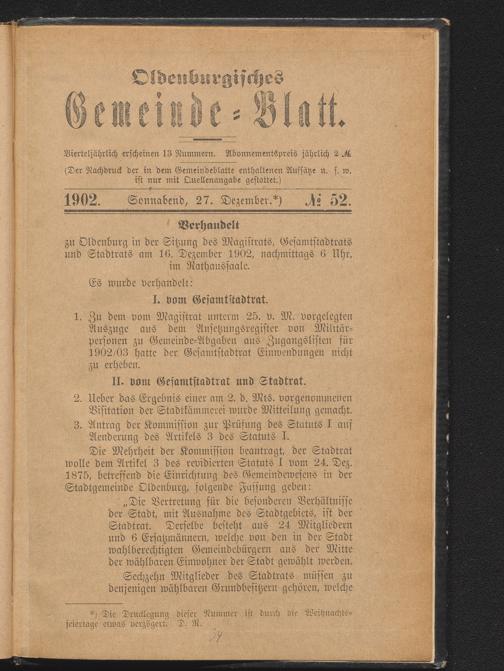 Oldenburgisches
Gemeinde-Blatt.
Vierteljährlich erscheinen 13 Nummern. Abonnementspreis jährlich 2 ℳ
(Der Nachdruck der in dem Gemeindeblatte enthaltenen Aufsätze u. s. w.
ist nur mit Quellenangabe gestattet.)
1902. Sonnabend, 27. Dezember.*) № 52.
Verhandelt
zu Oldenburg in der Sitzung des Magistrats, Gesamtstadtrats
und Stadtrats am 16. Dezember 1902, nachmittags 6 Uhr,
im Rathaussaale.
Es wurde verhandelt:
I. vom Gesamtstadtrat.
1. Zu dem vom Magistrat unterm 25. v. M. vorgelegten
Auszuge aus dem Ansetzungsregister von Militär-
personen zu Gemeinde-Abgaben aus Zugangslisten für
1902/03 hatte der Gesamtstadtrat Einwendungen nicht
zu erheben.
II. vom Gesamtstadtrat und Stadtrat.
2. Ueber das Ergebnis einer am 2. d. Mts. vorgenommenen
Visitation der Stadtkämmerei wurde Mitteilung gemacht.
3. Antrag der Kommission zur Prüfung des Statuts I auf
Aenderung des Artikels 3 des Statuts I.
Die Mehrheit der Kommission beantragt, der Stadtrat
wolle dem Artikel 3 des revidierten Statuts I vom 24. Dez.
1875, betreffend die Einrichtung des Gemeindewesens in der
Stadtgemeinde Oldenburg, folgende Fassung geben:
„Die Vertretung für die besonderen Verhältnisse
der Stadt, mit Ausnahme des Stadtgebiets, ist der
Stadtrat. Derselbe besteht aus 24 Mitgliedern
und 6 Ersatzmännern, welche von den in der Stadt
wahlberechtigten Gemeindebürgern aus der Mitte
der wählbaren Einwohner der Stadt gewählt werden.
Sechzehn Mitglieder des Stadtrats müssen zu
denjenigen wählbaren Grundbesitzern gehören, welche
*) Die Drucklegung dieser Nummer ist durch die Weihnachts-
feiertage etwas verzögert. D. R.